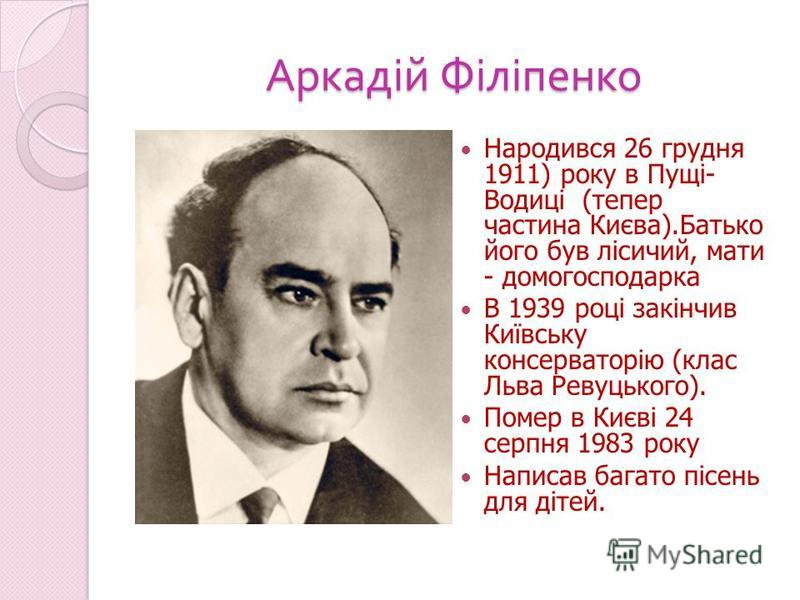 Аркадій Філіпенко
• Народився 26 грудня
1911) року в Пущі-
Водиці (тепер
частина Києва).Батько
його був лісичий, мати
- домогосподарка
• В 1939 році закінчив
Київську
консерваторію (клас
Льва Ревуцького).
• Помер в Києві 24
серпня 1983 року
• Написав багато пісень
для дітей.
MyShared